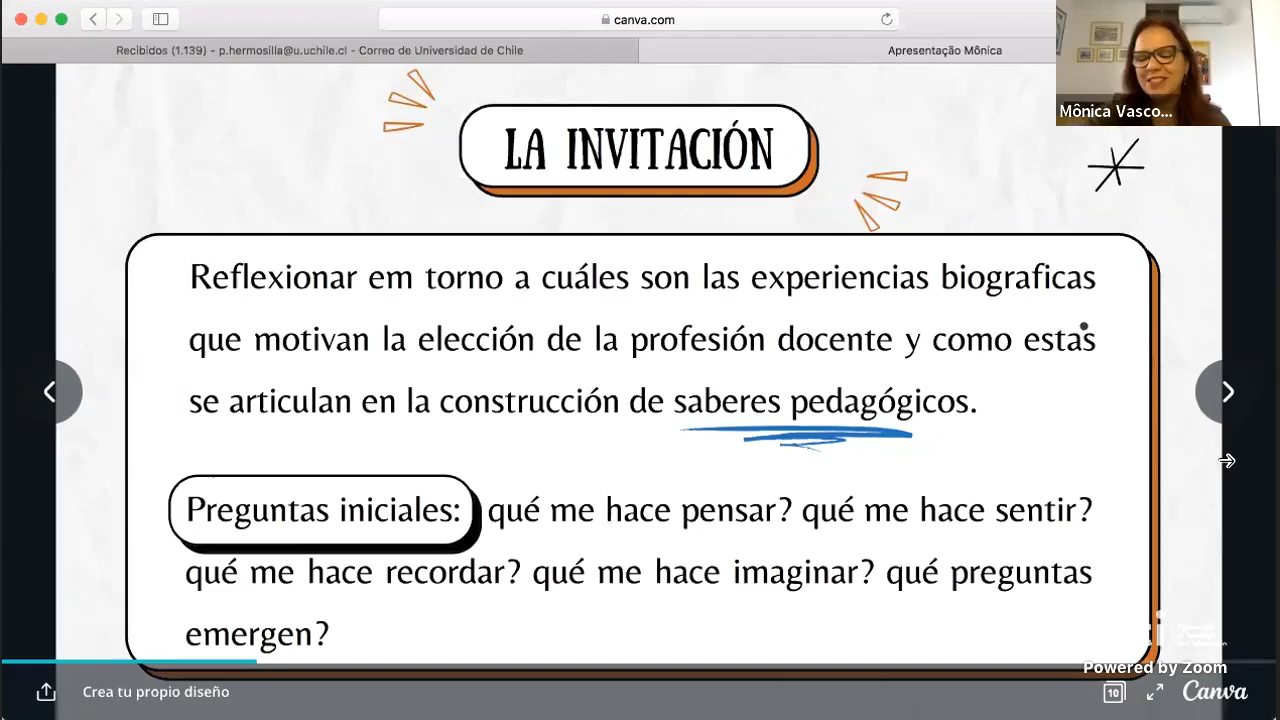 canva.com
Recibidos (1.139) - p.hermosilla@u.uchile.cl - Correo de Universidad de Chile
Apresentação Mônica
Mônica Vasco...
LA INVITACIÓN
Reflexionar em torno a cuáles son las experiencias biograficas
que motivan la elección de la profesión docente y como estas
se articulan en la construcción de saberes pedagógicos.
Preguntas iniciales: qué me hace pensar? qué me hace sentir?
qué me hace recordar? qué me hace imaginar? qué preguntas
emergen?
Powered by Zoom
Crea tu propio diseño
10
Canva